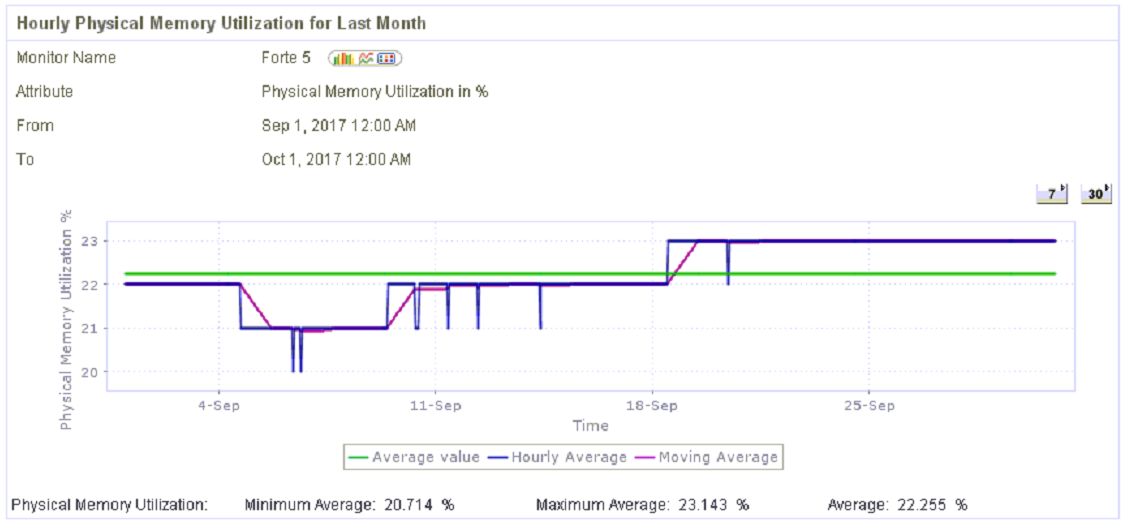 Hourly Physical Memory Utilization for Last Month
Monitor Name Forte 5
Attribute Physical Memory Utilization in %
From Sep 1, 2017 12:00 AM
To Oct 1, 2017 12:00 AM
7 30
Physical Memory Utilization %
23
22
21
20
4-Sep 11-Sep 18-Sep 25-Sep
Time
Average value Hourly Average Moving Average
Physical Memory Utilization: Minimum Average: 20.714 % Maximum Average: 23.143 % Average: 22.255 %